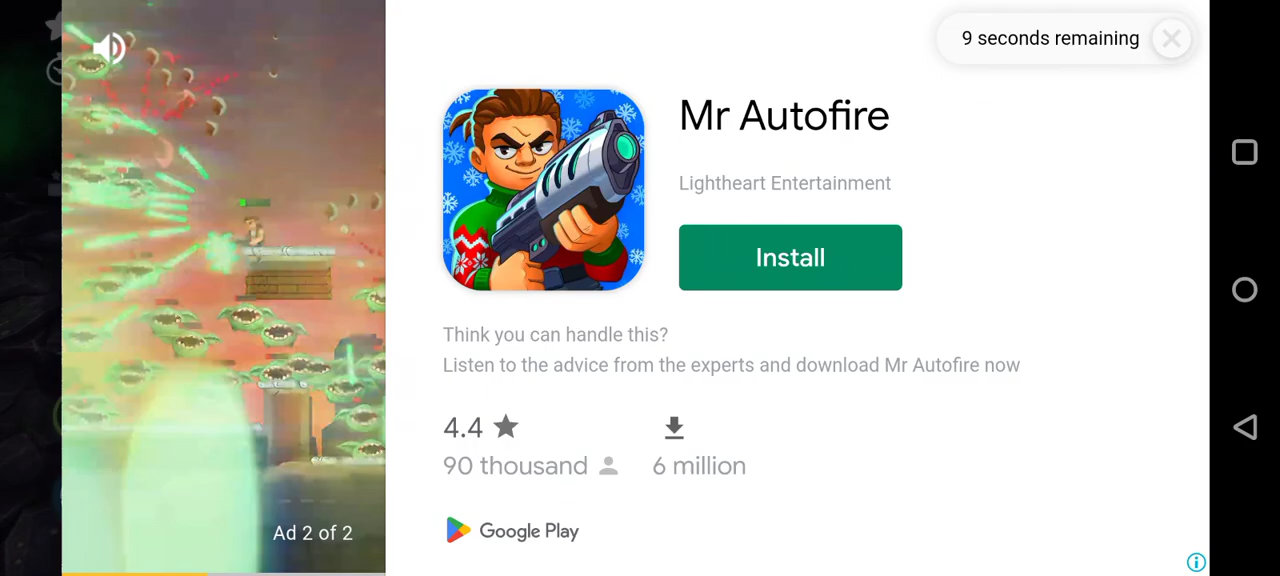 9 seconds remaining
Mr Autofire
Lightheart Entertainment
Install
Think you can handle this?
Listen to the advice from the experts and download Mr Autofire now
4.4
90 thousand
6 million
Ad 2 of 2
Google Play